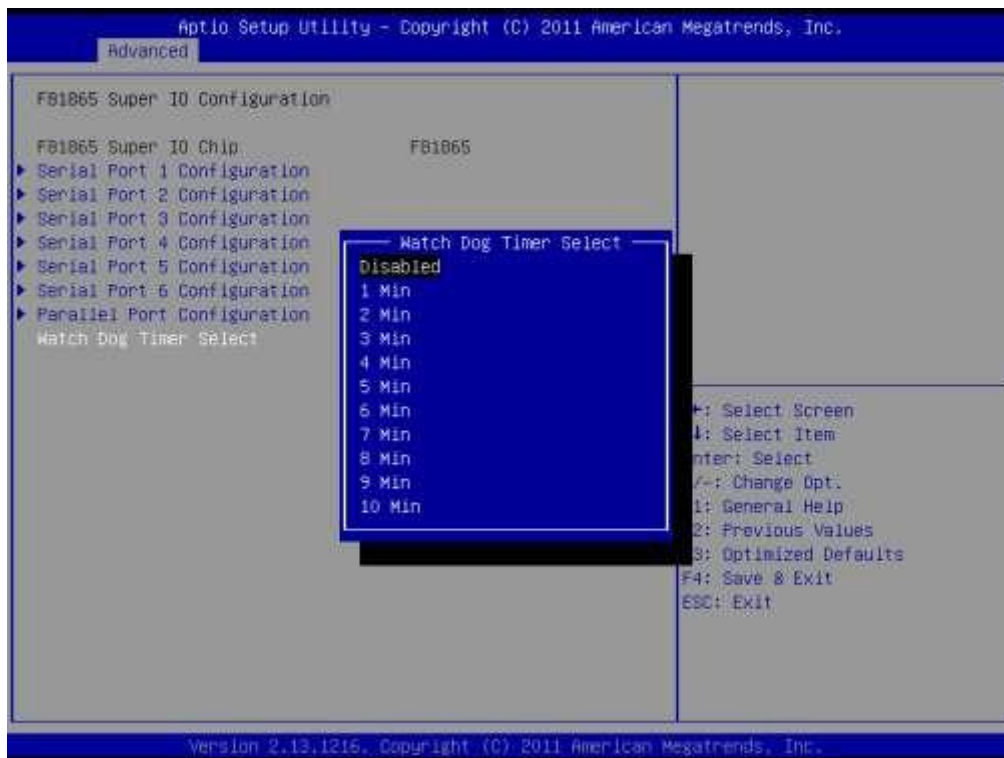 Aptio Setup Utility - Copyright (C) 2011 American Megatrends, Inc.
Advanced
F81865 Super IO Configuration
F81865 Super IO Chip F81865
Serial Port 1 Configuration
Serial Port 2 Configuration
Serial Port 3 Configuration
Serial Port 4 Configuration
Serial Port 5 Configuration
Serial Port 6 Configuration
Parallel Port Configuration
Watch Dog Timer Select
Watch Dog Timer Select
Disabled
1 Min
2 Min
3 Min
4 Min
5 Min
6 Min
7 Min
8 Min
9 Min
10 Min
: Select Screen
: Select Item
nter: Select
/-: Change Opt.
1: General Help
2: Previous Values
3: Optimized Defaults
F4: Save & Exit
ESC: Exit
Version 2.13.1216. Copyright (C) 2011 American Megatrends, Inc.